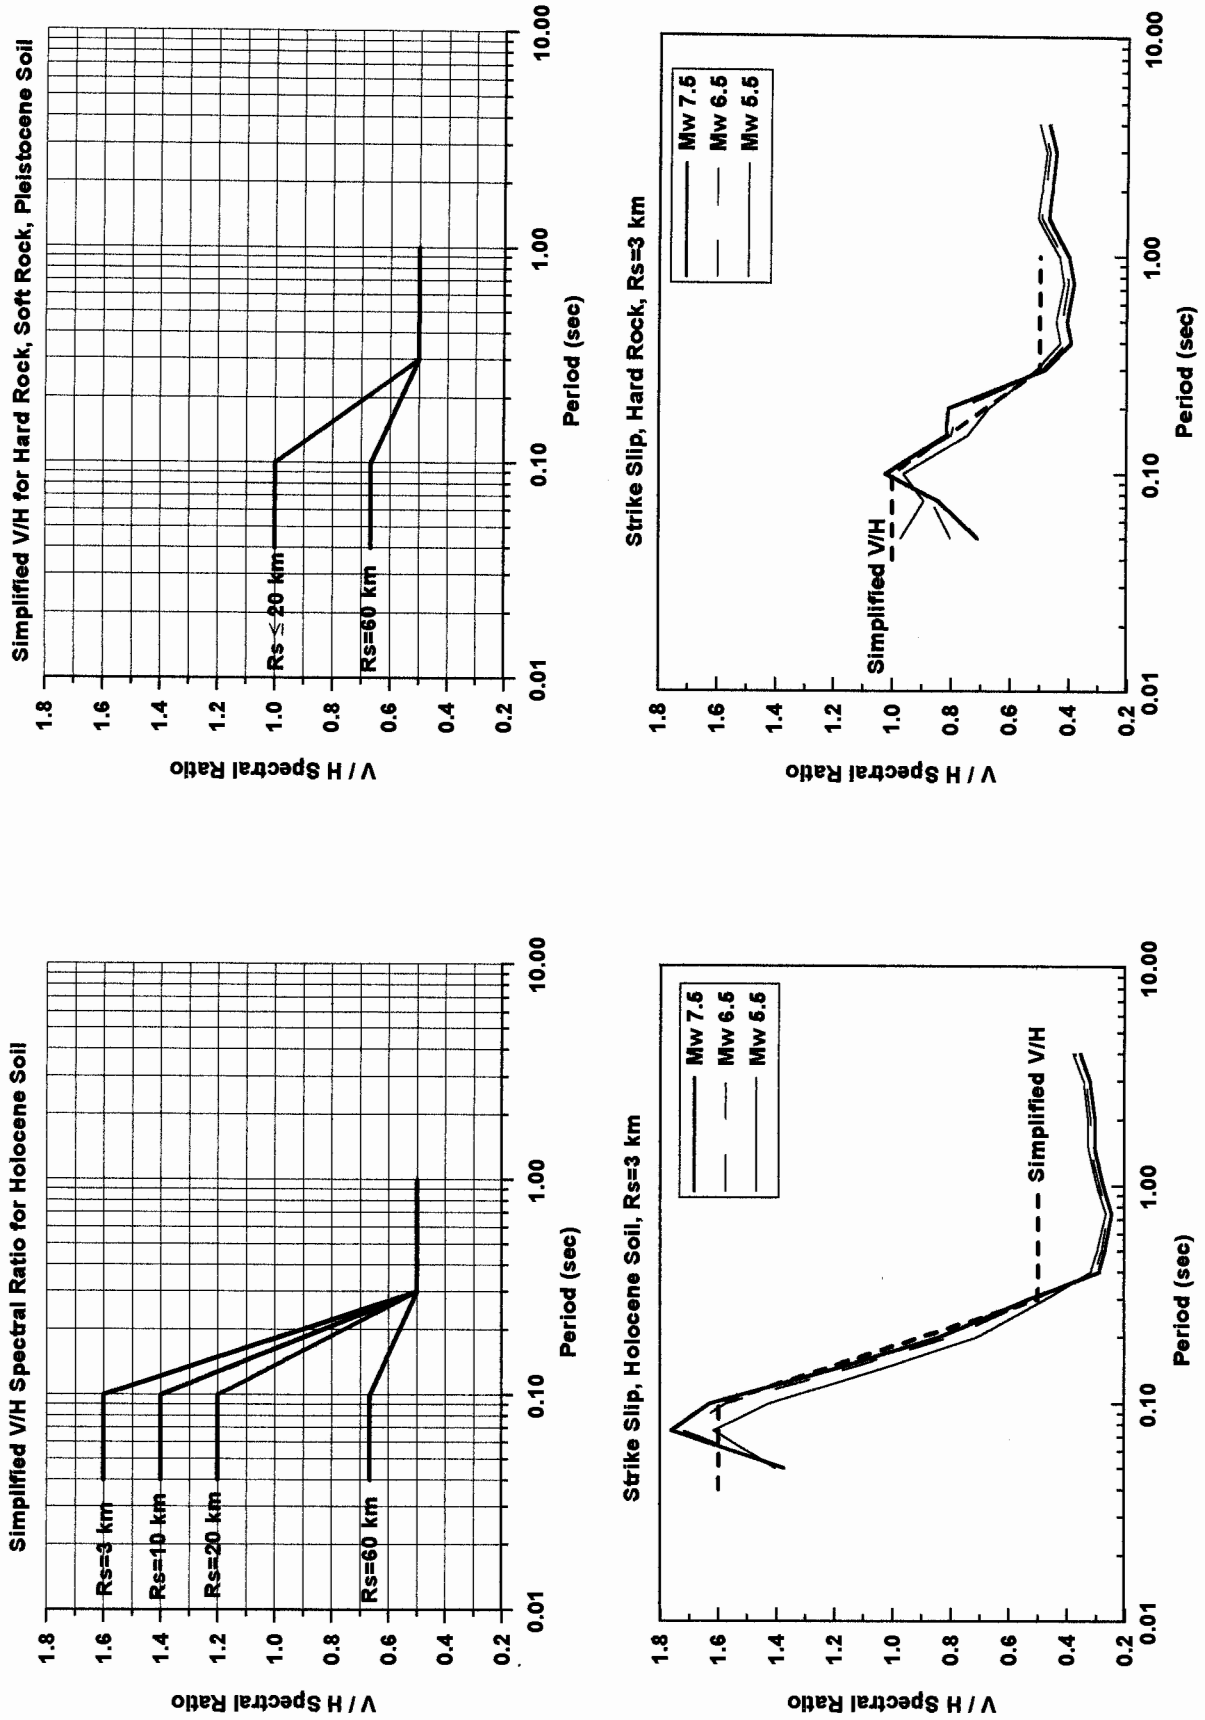 Simplified V/H Spectral Ratio for Holocene Soil
V / H Spectral Ratio
1.8
1.6
1.4
1.2
1.0
0.8
0.6
0.4
0.2
Rs=3 km
Rs=10 km
Rs=20 km
Rs=60 km
0.01
0.10
1.00
10.00
Period (sec)
Simplified V/H for Hard Rock, Soft Rock, Pleistocene Soil
V / H Spectral Ratio
1.8
1.6
1.4
1.2
1.0
0.8
0.6
0.4
0.2
Rs ≤ 20 km
Rs=60 km
0.01
0.10
1.00
10.00
Period (sec)
Strike Slip, Holocene Soil, Rs=3 km
V / H Spectral Ratio
1.8
1.6
1.4
1.2
1.0
0.8
0.6
0.4
0.2
Mw 7.5
Mw 6.5
Mw 5.5
Simplified V/H
0.01
0.10
1.00
10.00
Period (sec)
Strike Slip, Hard Rock, Rs=3 km
V / H Spectral Ratio
1.8
1.6
1.4
1.2
1.0
0.8
0.6
0.4
0.2
Mw 7.5
Mw 6.5
Mw 5.5
Simplified V/H
0.01
0.10
1.00
10.00
Period (sec)